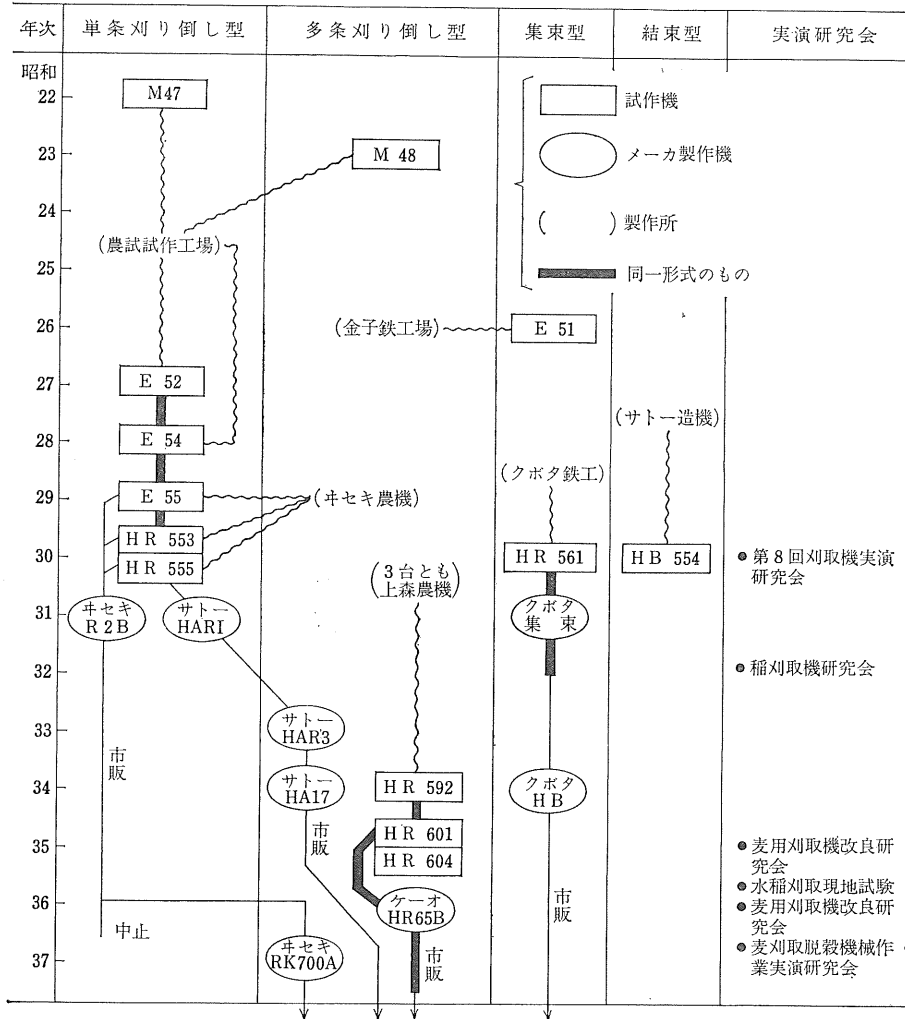 年次
単条刈り倒し型
多条刈り倒し型
集束型
結束型
実演研究会
昭和
22
23
24
25
26
27
28
29
30
31
32
33
34
35
36
37
M47
(農試試作工場)
E 52
E 54
E 55
HR 553
HR 555
ヰセキ
R2B
サトー
HARI
市販
中止
M 48
(金子鉄工場)
(ヰセキ農機)
(3台とも
上森農機)
サトー
HAR3
サトー
HA17
市販
HR 592
HR 601
HR 604
ケーオ
HR65B
市販
ヰセキ
RK700A
E 51
(クボタ鉄工)
HR 561
クボタ
集束
クボタ
HB
市販
(サトー造機)
HB 554
試作機
メーカ製作機
( )製作所
同一形式のもの
●第8回刈取機実演
研究会
●稲刈取機研究会
●麦用刈取機改良研
究会
●水稲刈取現地試験
●麦用刈取機改良研
究会
●麦刈取脱穀機械作
業実演研究会